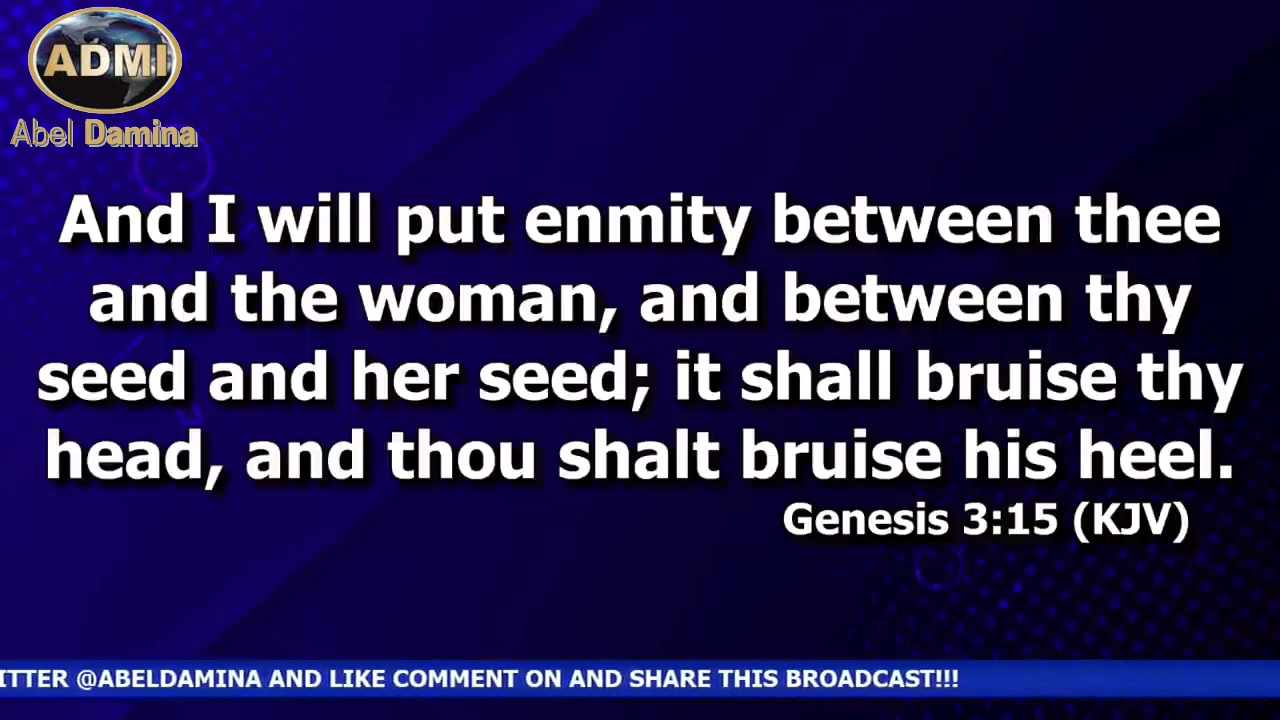 ADMI
Abel Damina
And I will put enmity between thee
and the woman, and between thy
seed and her seed; it shall bruise thy
head, and thou shalt bruise his heel.
Genesis 3:15 (KJV)
ITTER @ABELDAMINA AND LIKE COMMENT ON AND SHARE THIS BROADCAST!!!